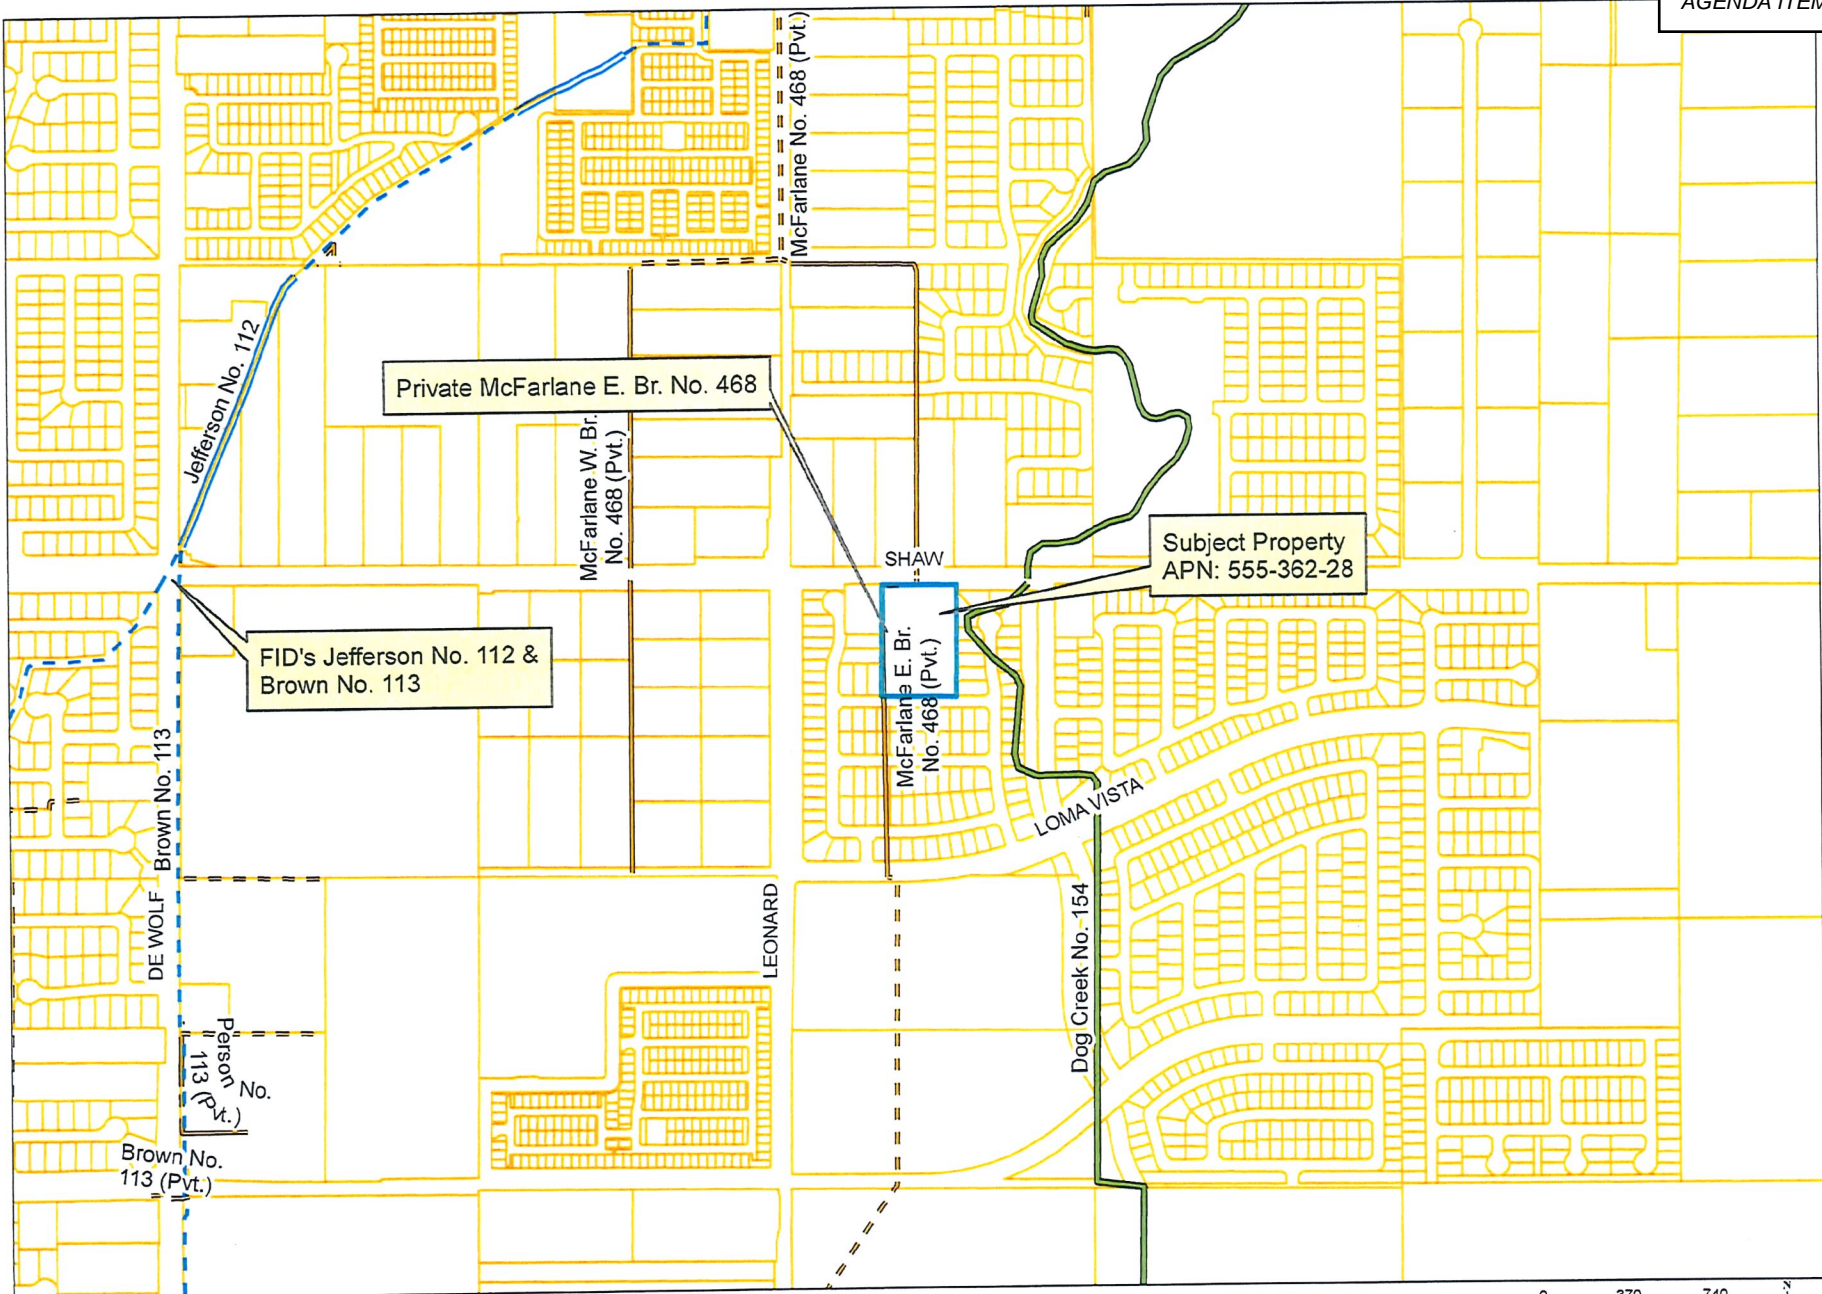 AGENDA ITEM
McFarlane No. 468 (Pvt.)
Jefferson No. 112
Private McFarlane E. Br. No. 468
McFarlane W. Br.
No. 468 (Pvt.)
SHAW
Subject Property
APN: 555-362-28
FID's Jefferson No. 112 &
Brown No. 113
McFarlane E. Br.
No. 468 (Pvt.)
Brown No. 113
LOMA VISTA
DE WOLF
LEONARD
Dog Creek No. 154
Person No.
113 (Pvt.)
Brown No.
113 (Pvt.)
0 370 740
N